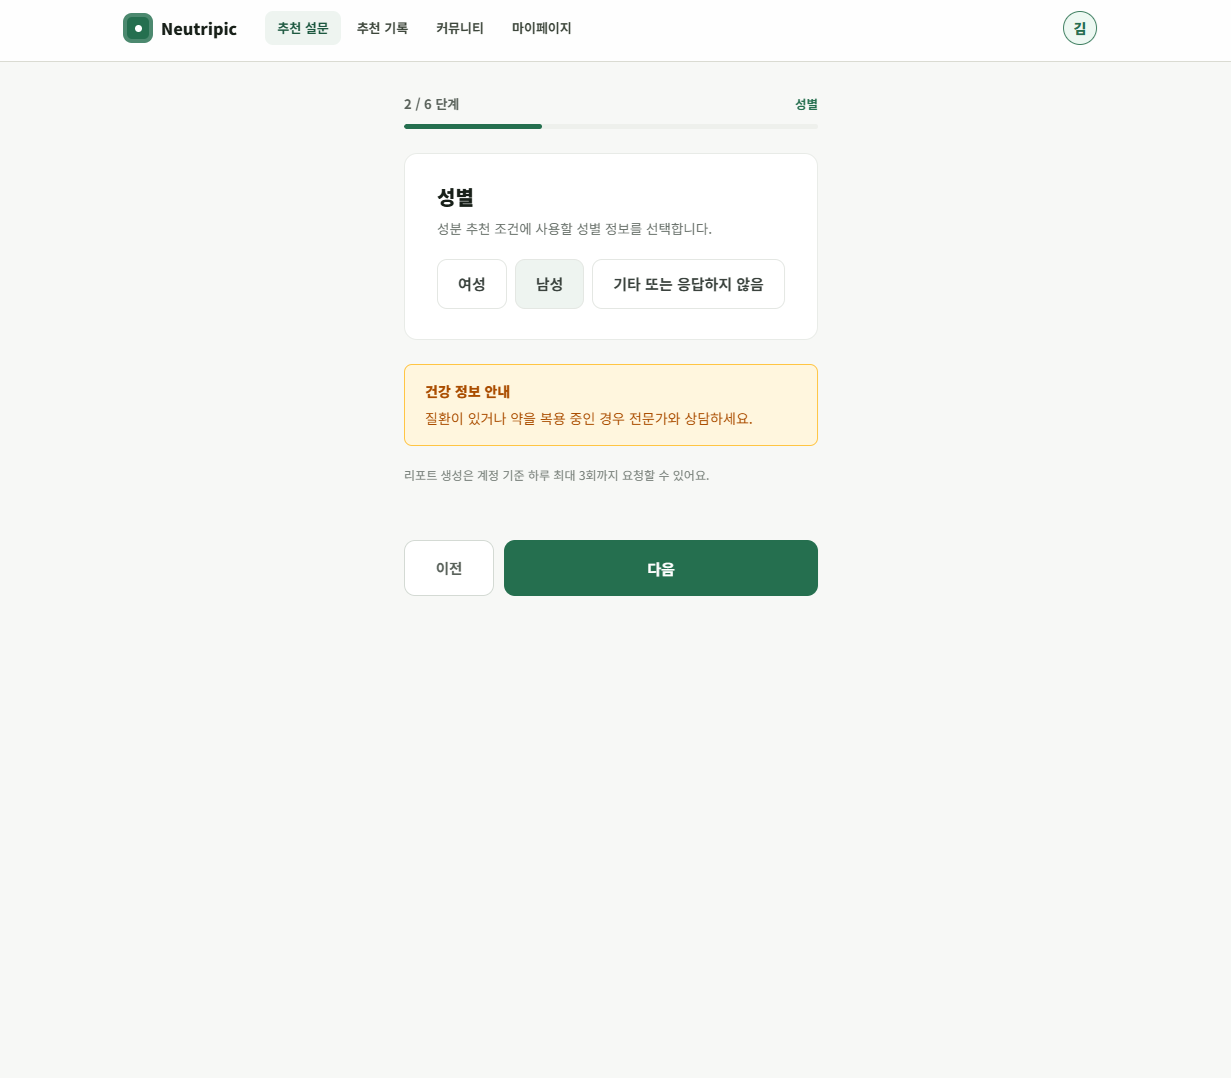 Neutripic
추천 설문
추천 기록
커뮤니티
마이페이지
김
2 / 6 단계
성별
성별
성분 추천 조건에 사용할 성별 정보를 선택합니다.
여성
남성
기타 또는 응답하지 않음
건강 정보 안내
질환이 있거나 약을 복용 중인 경우 전문가와 상담하세요.
리포트 생성은 계정 기준 하루 최대 3회까지 요청할 수 있어요.
이전
다음